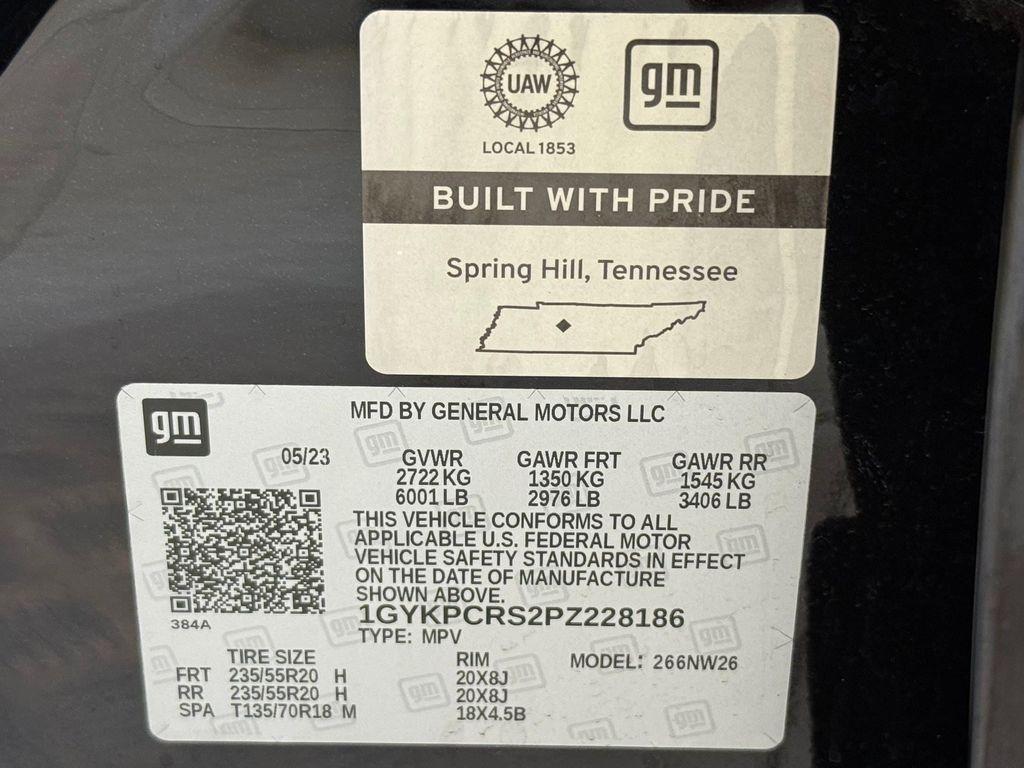 UAW
gm
LOCAL 1853
BUILT WITH PRIDE
Spring Hill, Tennessee
gm
MFD BY GENERAL MOTORS LLC
05/23
GVWR GAWR FRT GAWR RR
2722 KG 1350 KG 1545 KG
6001 LB 2976 LB 3406 LB
THIS VEHICLE CONFORMS TO ALL
APPLICABLE U.S. FEDERAL MOTOR
VEHICLE SAFETY STANDARDS IN EFFECT
ON THE DATE OF MANUFACTURE
SHOWN ABOVE.
1GYKPCRS2PZ228186
384A
TYPE: MPV
TIRE SIZE RIM MODEL: 266NW26
FRT 235/55R20 H 20X8J
RR 235/55R20 H 20X8J
SPA T135/70R18 M 18X4.5B